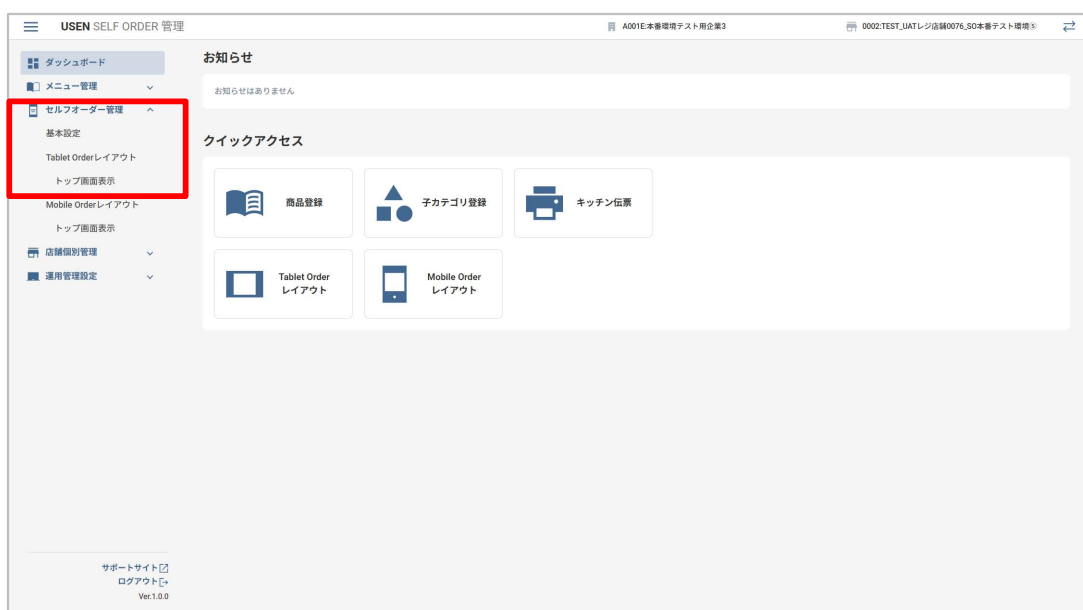 USEN SELF ORDER 管理
A001E:本番環境テスト用企業3
0002:TEST_UATレジ店舗0076_SO本番テスト環境⑤
ダッシュボード
メニュー管理
セルフオーダー管理
基本設定
Tablet Orderレイアウト
トップ画面表示
Mobile Orderレイアウト
トップ画面表示
店舗個別管理
運用管理設定
サポートサイト
ログアウト
Ver.1.0.0
お知らせ
お知らせはありません
クイックアクセス
商品登録
子カテゴリ登録
キッチン伝票
Tablet Order
レイアウト
Mobile Order
レイアウト